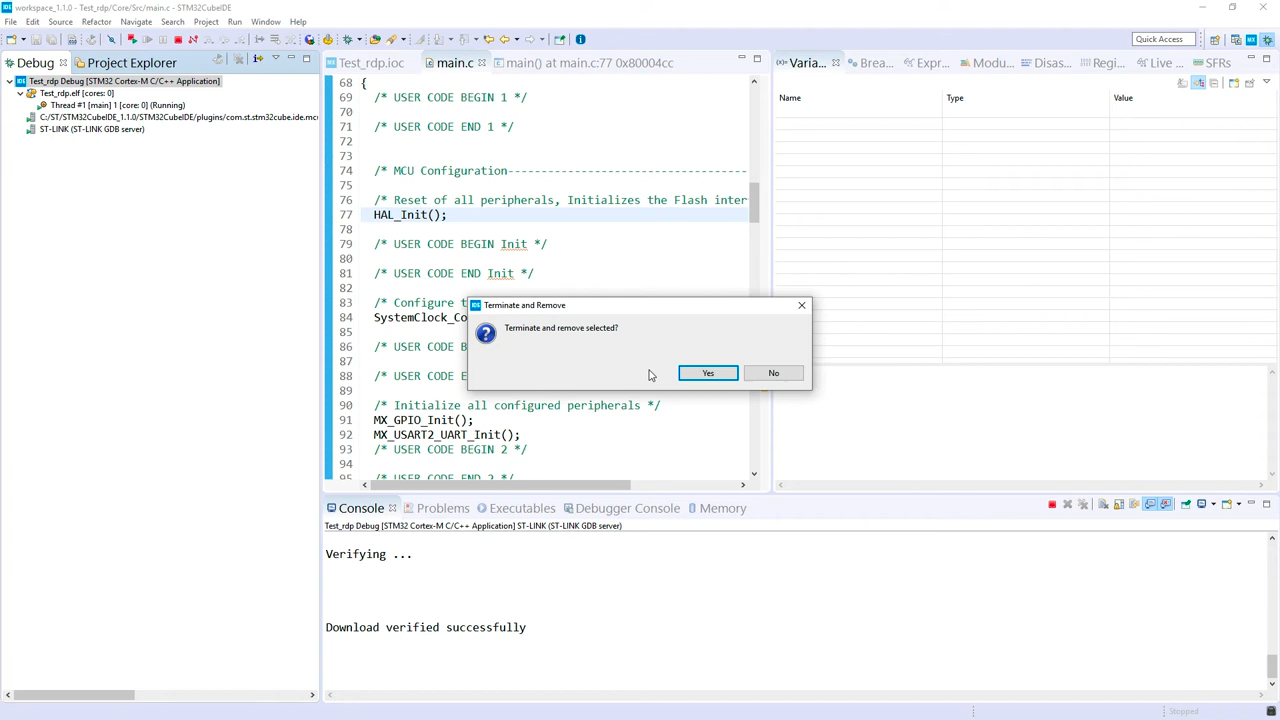 workspace_1.1.0 - Test_rdp/Core/Src/main.c - STM32CubeIDE
File Edit Source Refactor Navigate Search Project Run Window Help
Quick Access
Debug
Project Explorer
Test_rdp Debug [STM32 Cortex-M C/C++ Application]
Test_rdp.elf [cores: 0]
Thread #1 [main] 1 [core: 0] (Running)
C:/ST/STM32CubeIDE_1.1.0/STM32CubeIDE/plugins/com.st.stm32cube.ide.mc
ST-LINK (ST-LINK GDB server)
Test_rdp.ioc
main.c
main() main.c:77 0x80004cc
68 {
69 /* USER CODE BEGIN 1 */
70
71 /* USER CODE END 1 */
72
73
74 /* MCU Configuration-----------------------------------
75
76 /* Reset of all peripherals, Initializes the Flash inter
77 HAL_Init();
78
79 /* USER CODE BEGIN Init */
80
81 /* USER CODE END Init */
82
83 /* Configure t
84 SystemClock_Co
85
86 /* USER CODE B
87
88 /* USER CODE E
89
90 /* Initialize all configured peripherals */
91 MX_GPIO_Init();
92 MX_USART2_UART_Init();
93 /* USER CODE BEGIN 2 */
94
95 /* USER CODE END 2 */
Terminate and Remove
Terminate and remove selected?
Yes
No
Varia...
Brea...
Expr...
Modu...
Disas...
Regi...
Live ...
SFRs
Name
Type
Value
Console
Problems
Executables
Debugger Console
Memory
Test_rdp Debug [STM32 Cortex-M C/C++ Application] ST-LINK (ST-LINK GDB server)
Verifying ...
Download verified successfully
Stopped